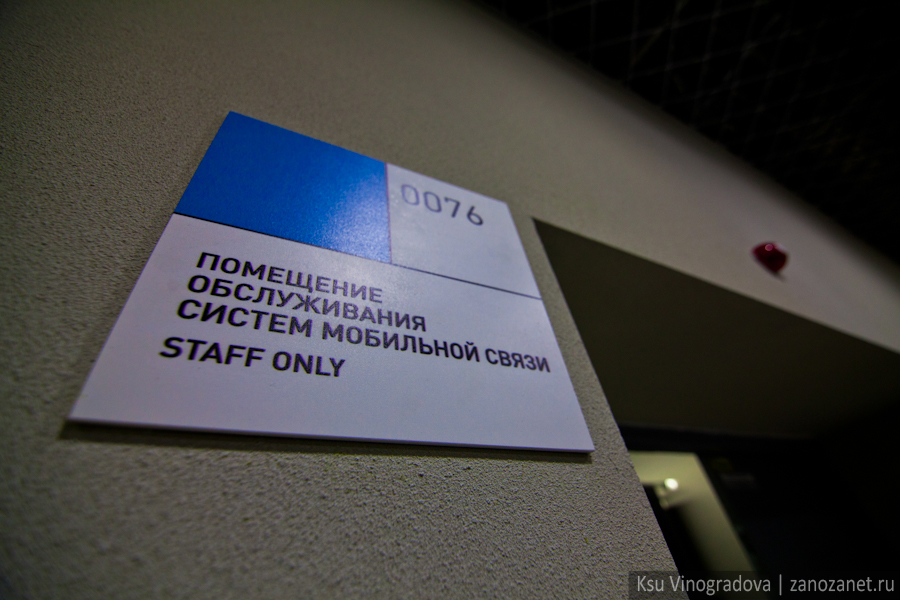 0076
ПОМЕЩЕНИЕ
ОБСЛУЖИВАНИЯ
СИСТЕМ МОБИЛЬНОЙ СВЯЗИ
STAFF ONLY
Ksu Vinogradova | zanozanet.ru